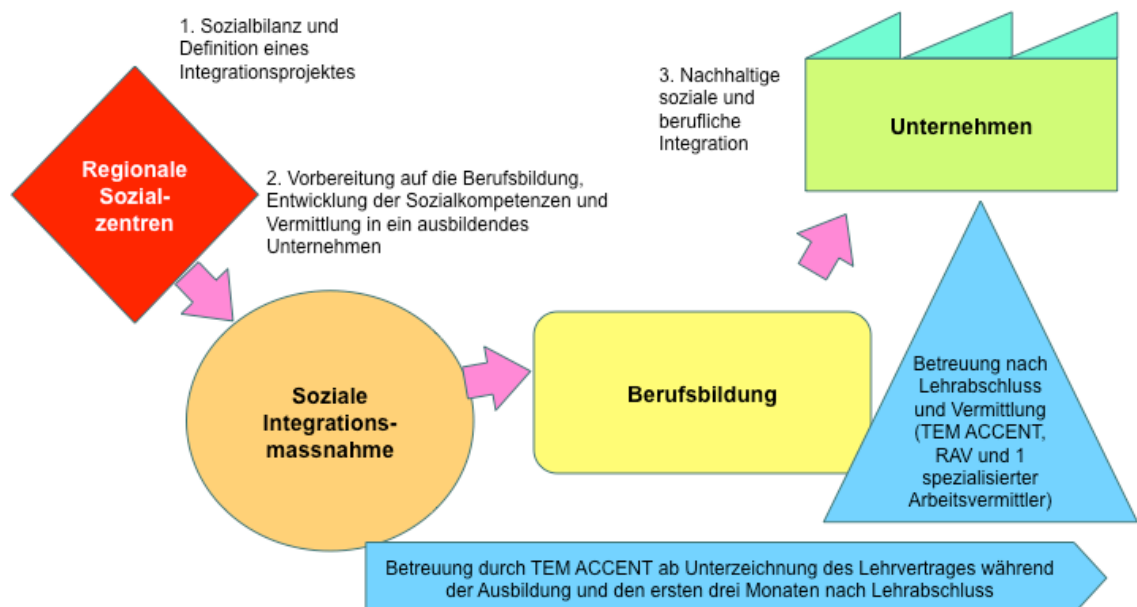 1. Sozialbilanz und
Definition eines
Integrationsprojektes
Regionale
Sozial-
zentren
2. Vorbereitung auf die Berufsbildung,
Entwicklung der Sozialkompetenzen und
Vermittlung in ein ausbildendes
Unternehmen
3. Nachhaltige
soziale und
berufliche
Integration
Unternehmen
Soziale
Integrations-
massnahme
Berufsbildung
Betreuung nach
Lehrabschluss
und Vermittlung
(TEM ACCENT,
RAV und 1
spezialisierter
Arbeitsvermittler)
Betreuung durch TEM ACCENT ab Unterzeichnung des Lehrvertrages während
der Ausbildung und den ersten drei Monaten nach Lehrabschluss